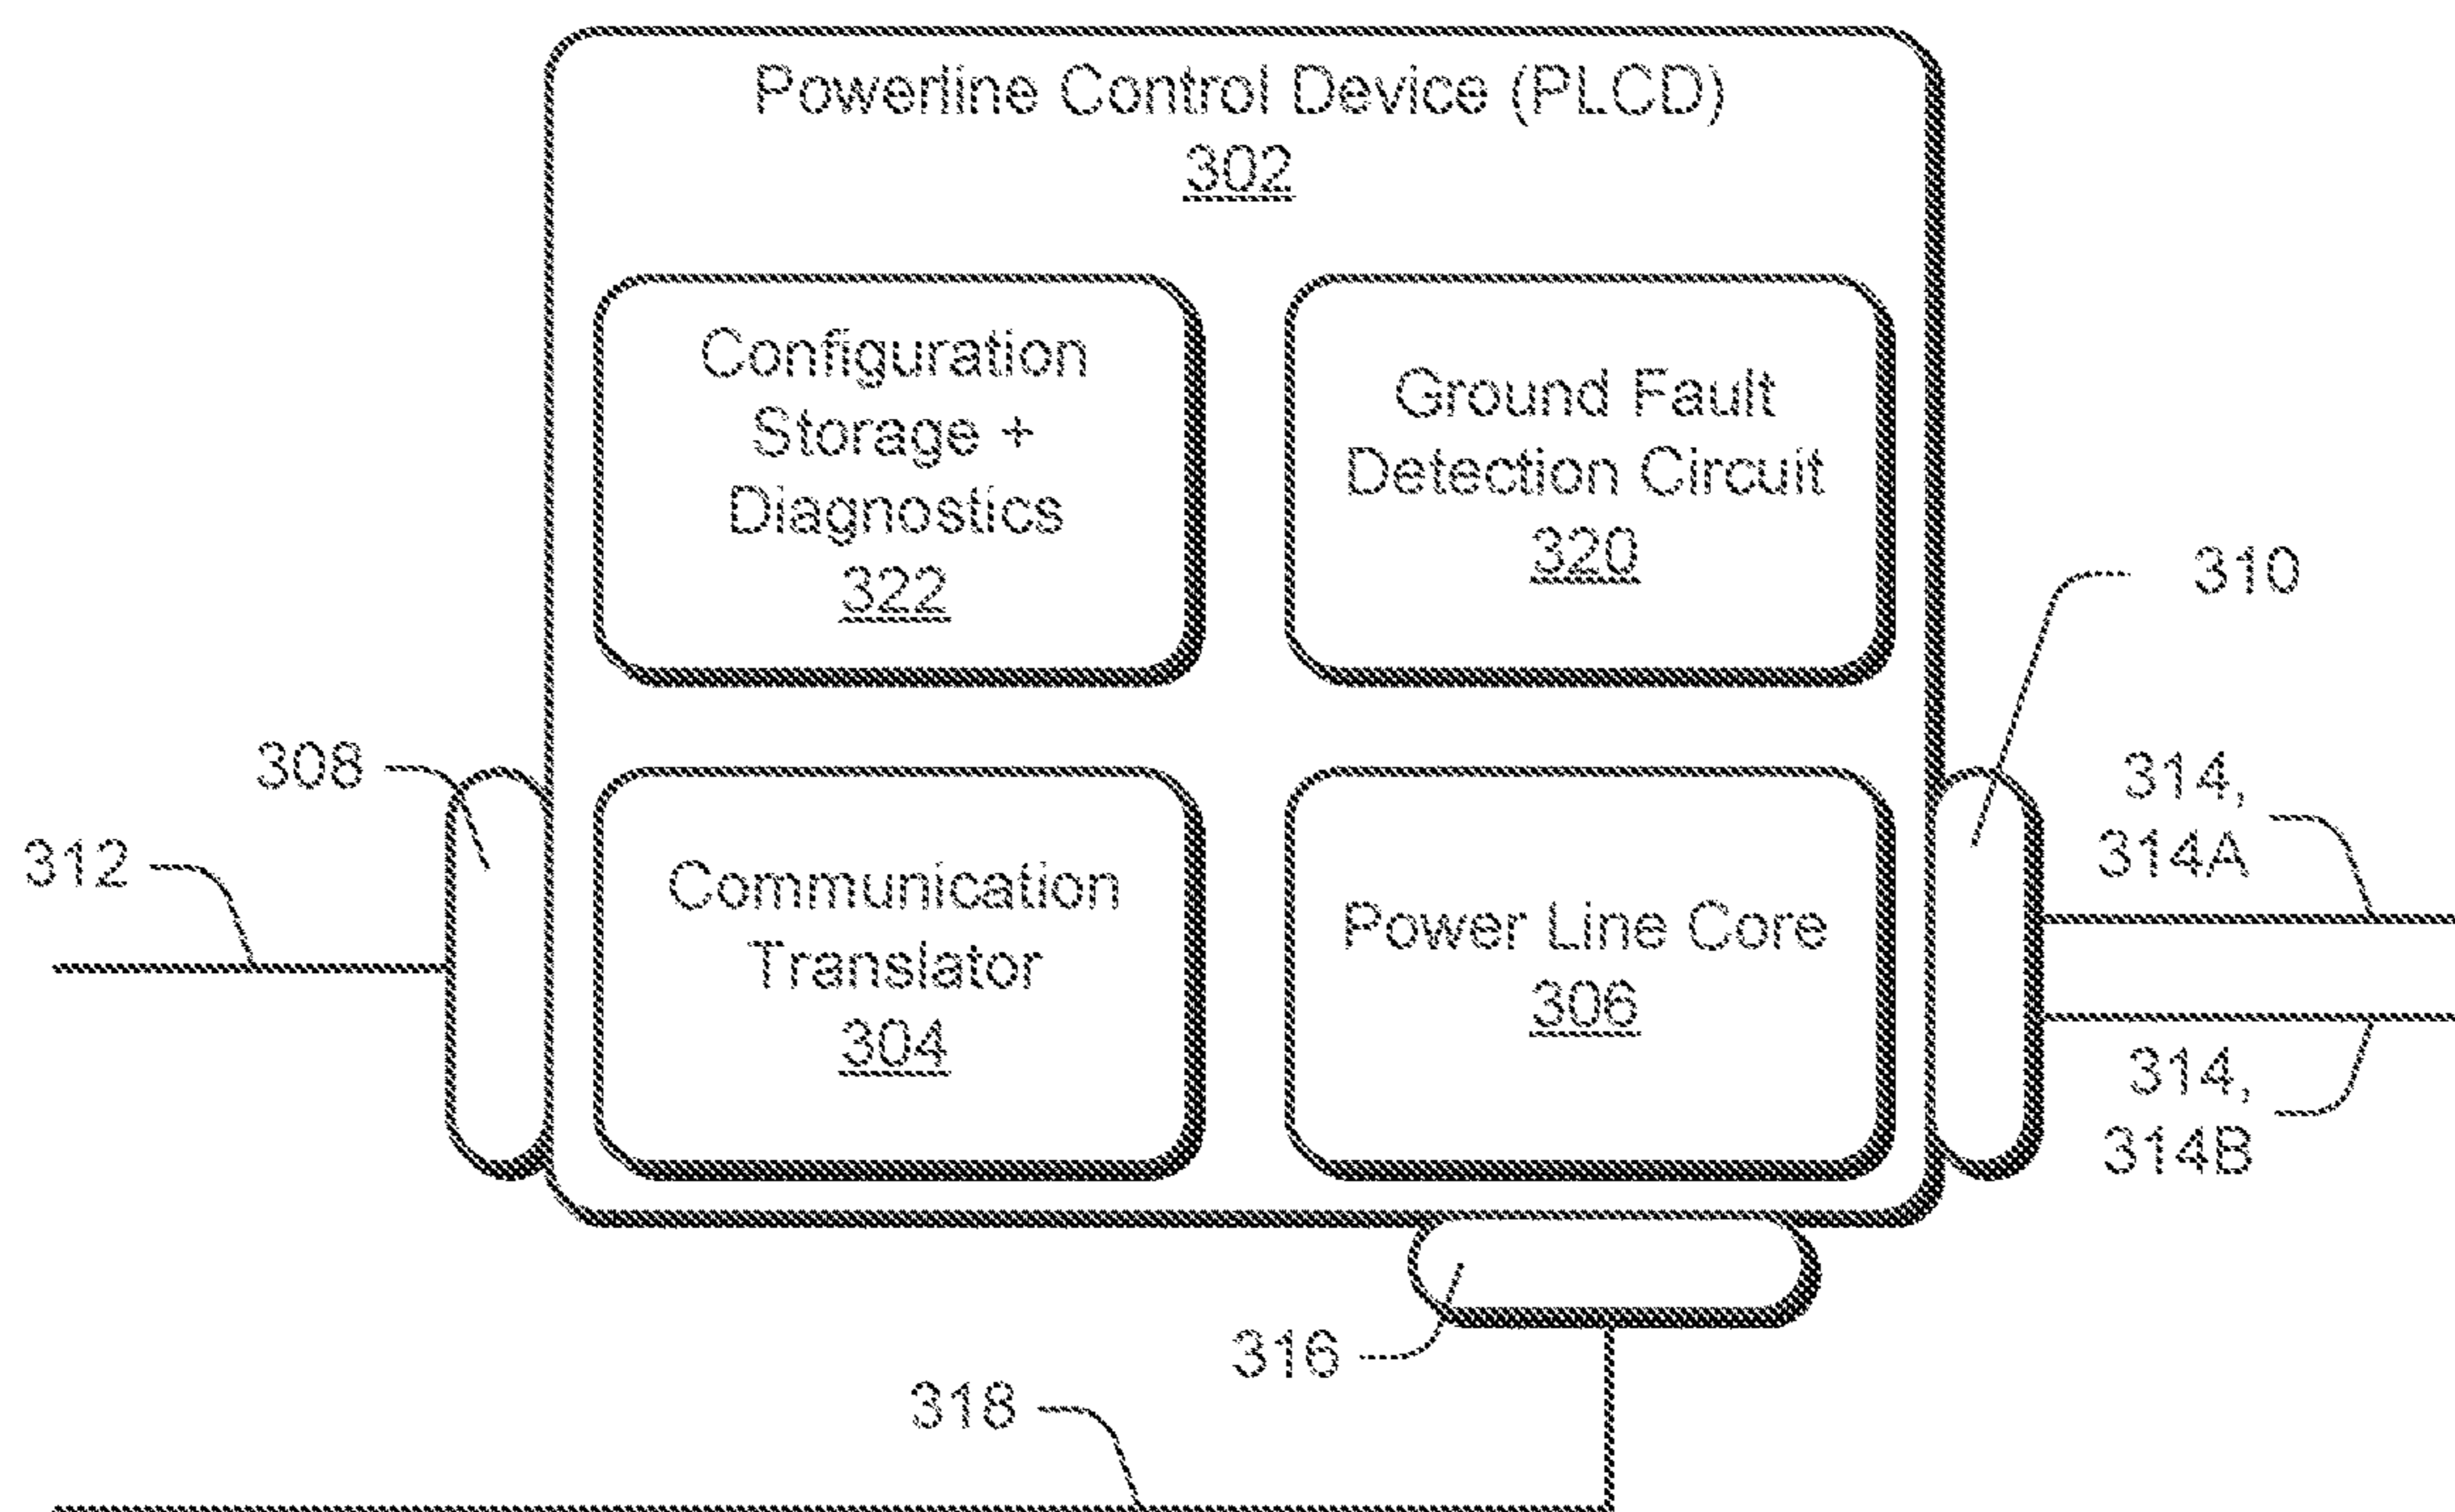 Powerline Control Device (PLCD)
302
Configuration
Storage +
Diagnostics
322
Ground Fault
Detection Circuit
320
310
308
314,
314A
312
Communication
Translator
304
Power Line Core
306
314,
314B
316
318